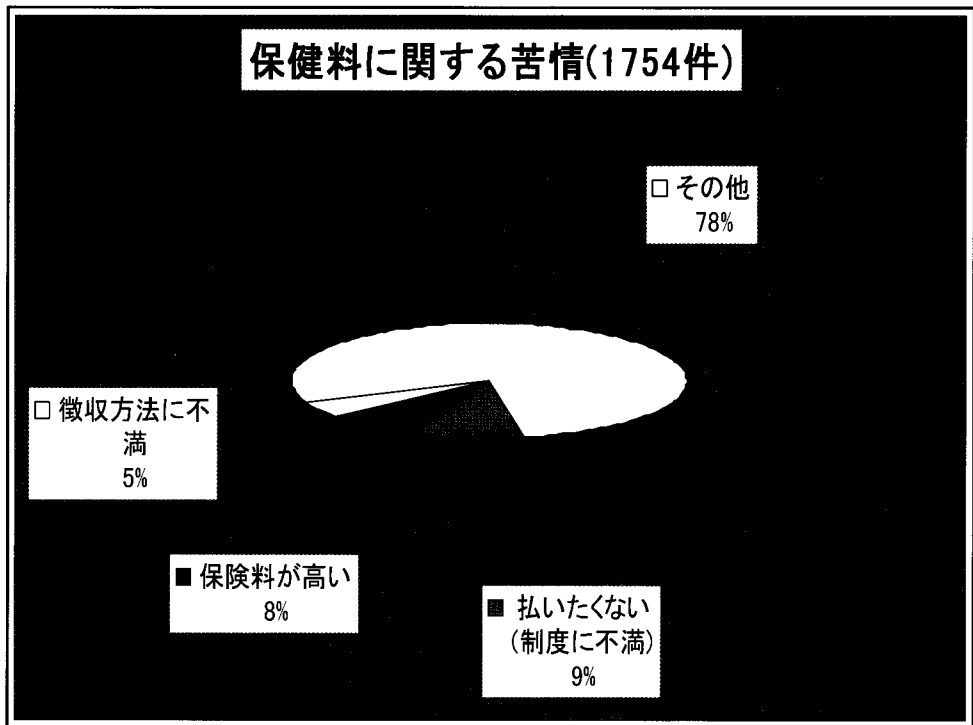 保健料に関する苦情(1754件)
□ その他
78%
□ 徴収方法に不
満
5%
■ 保険料が高い
8%
■ 払いたくない
(制度に不満)
9%